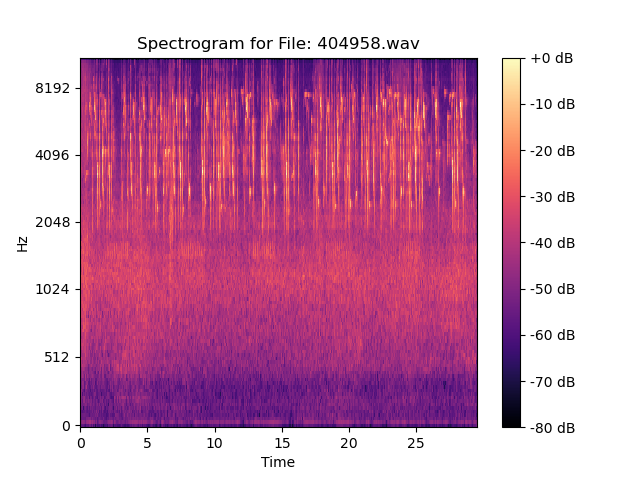 Spectrogram for File: 404958.wav
Hz
8192
4096
2048
1024
512
0
0 5 10 15 20 25
Time
+0 dB
-10 dB
-20 dB
-30 dB
-40 dB
-50 dB
-60 dB
-70 dB
-80 dB